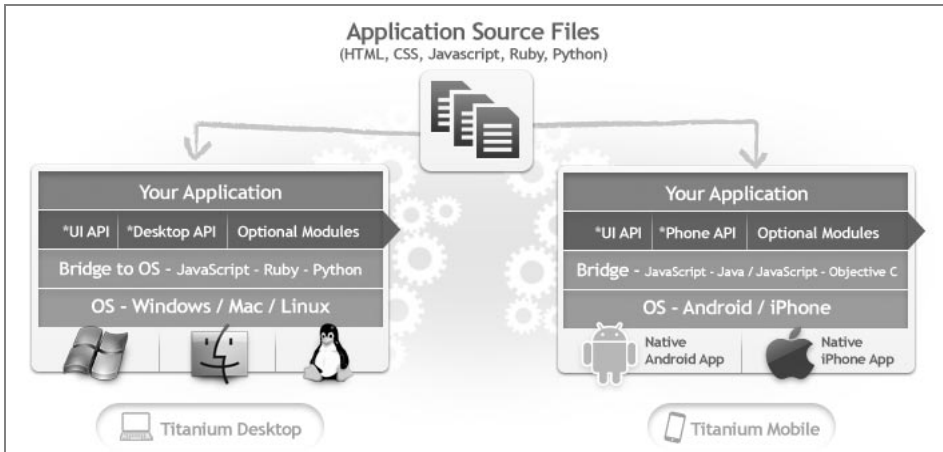 Application Source Files
(HTML, CSS, Javascript, Ruby, Python)
Your Application
*UI API *Desktop API Optional Modules
Bridge to OS - JavaScript - Ruby - Python
OS - Windows / Mac / Linux
Titanium Desktop
Your Application
*UI API *Phone API Optional Modules
Bridge - JavaScript - Java / JavaScript - Objective C
OS - Android / iPhone
Native
Android App
Native
iPhone App
Titanium Mobile